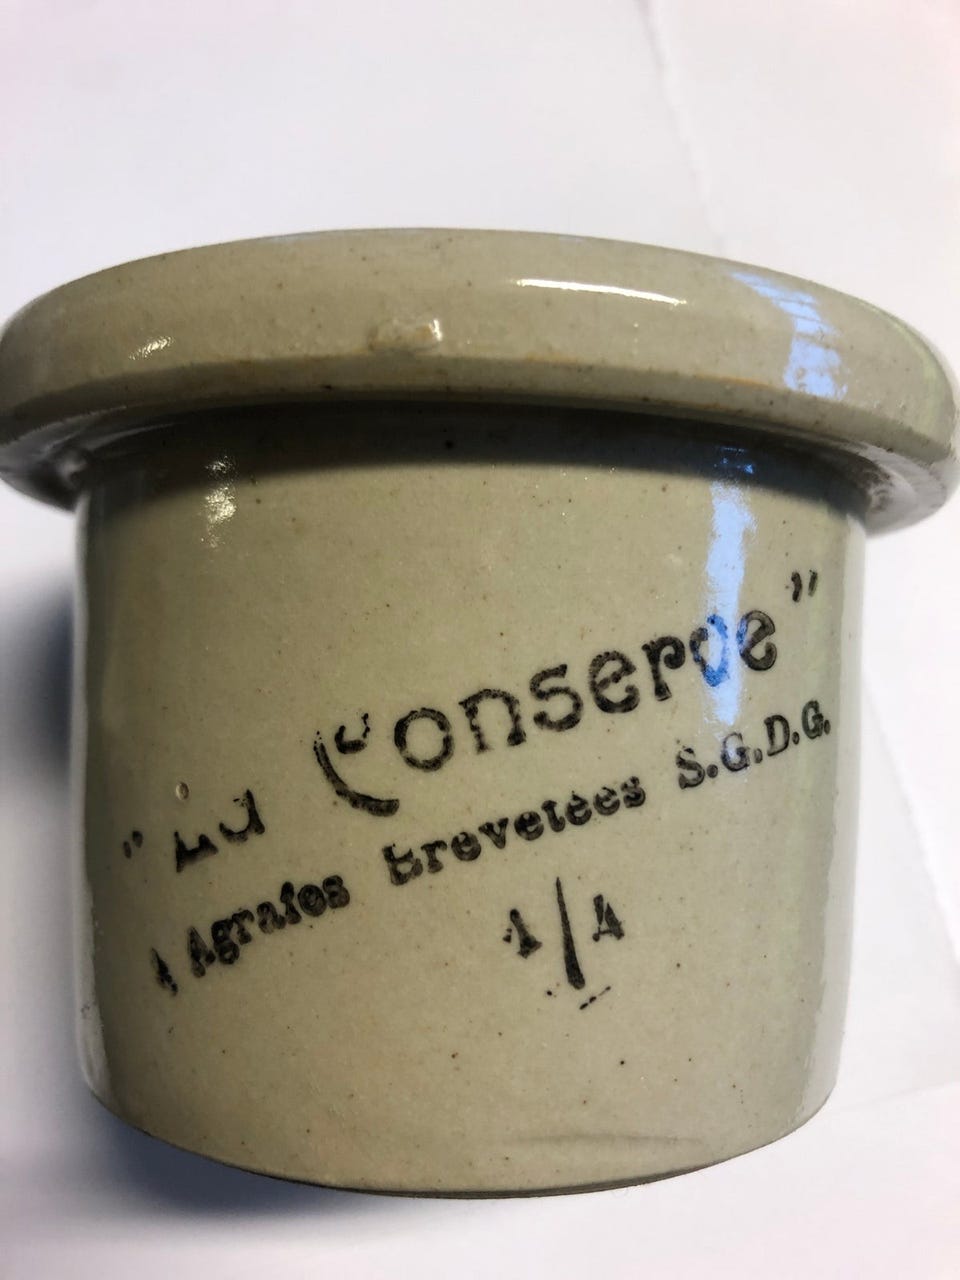 "La Conserve"
A Agrafes Brevetées S.G.D.G.
1/4